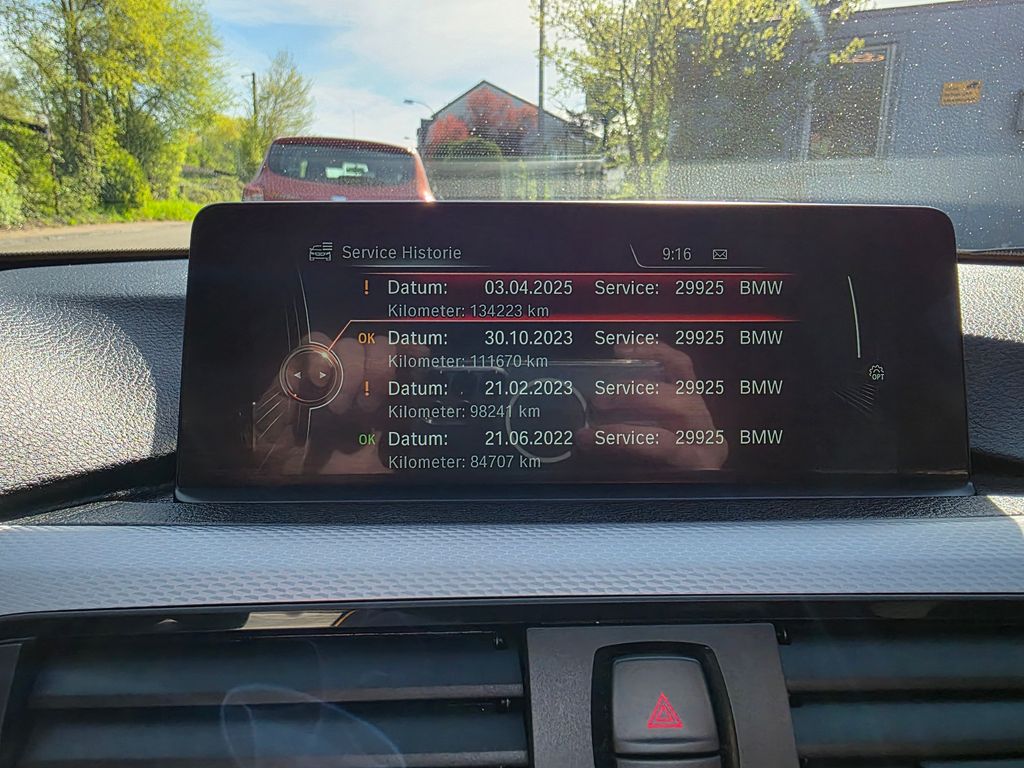 Service Historie 9:16
! Datum: 03.04.2025 Service: 29925 BMW
Kilometer: 134223 km
OK Datum: 30.10.2023 Service: 29925 BMW
Kilometer: 111670 km
! Datum: 21.02.2023 Service: 29925 BMW
Kilometer: 98241 km
OK Datum: 21.06.2022 Service: 29925 BMW
Kilometer: 84707 km
OPT